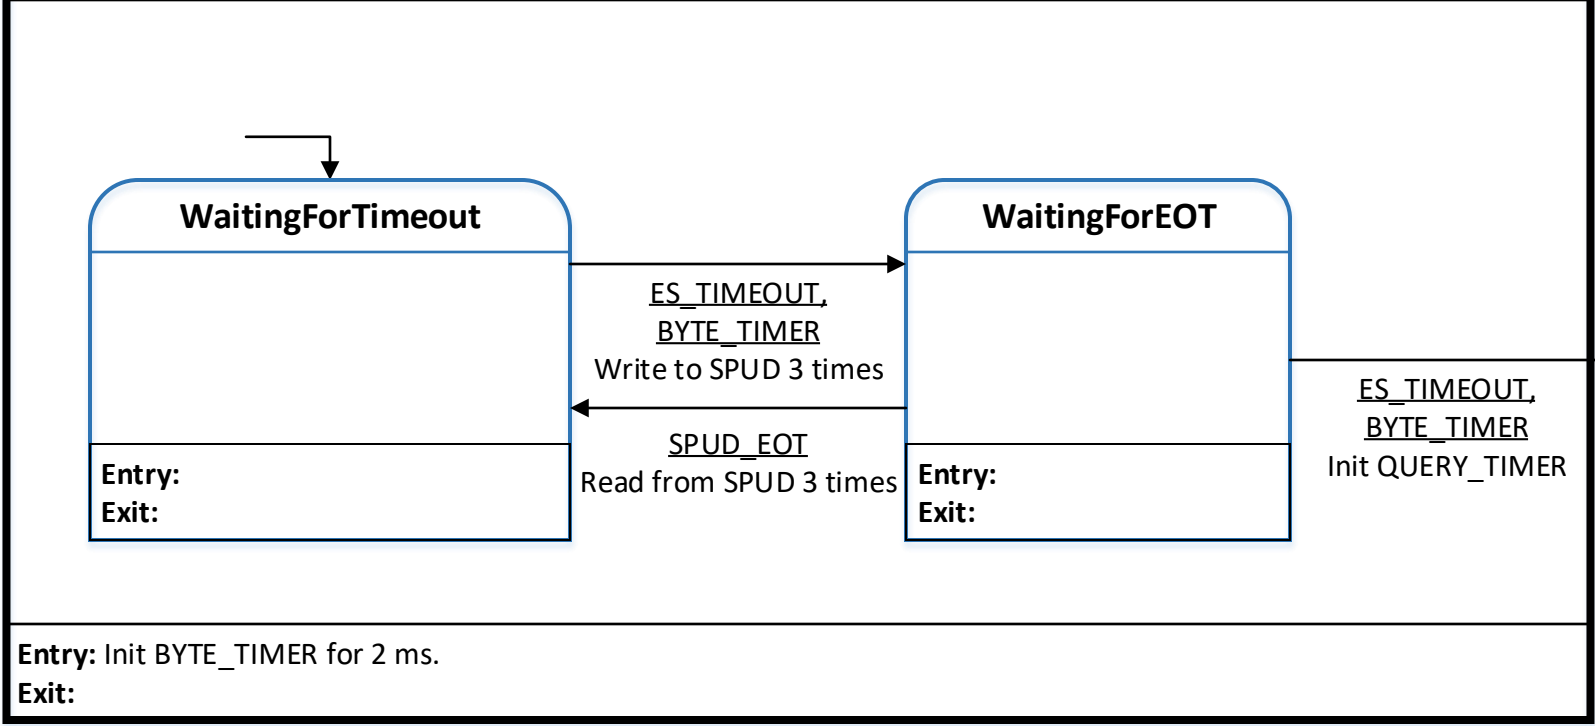 WaitingForTimeout
WaitingForEOT
ES_TIMEOUT,
BYTE_TIMER
Write to SPUD 3 times
SPUD_EOT
Read from SPUD 3 times
ES_TIMEOUT,
BYTE_TIMER
Init QUERY_TIMER
Entry:
Exit:
Entry:
Exit:
Entry: Init BYTE_TIMER for 2 ms.
Exit: